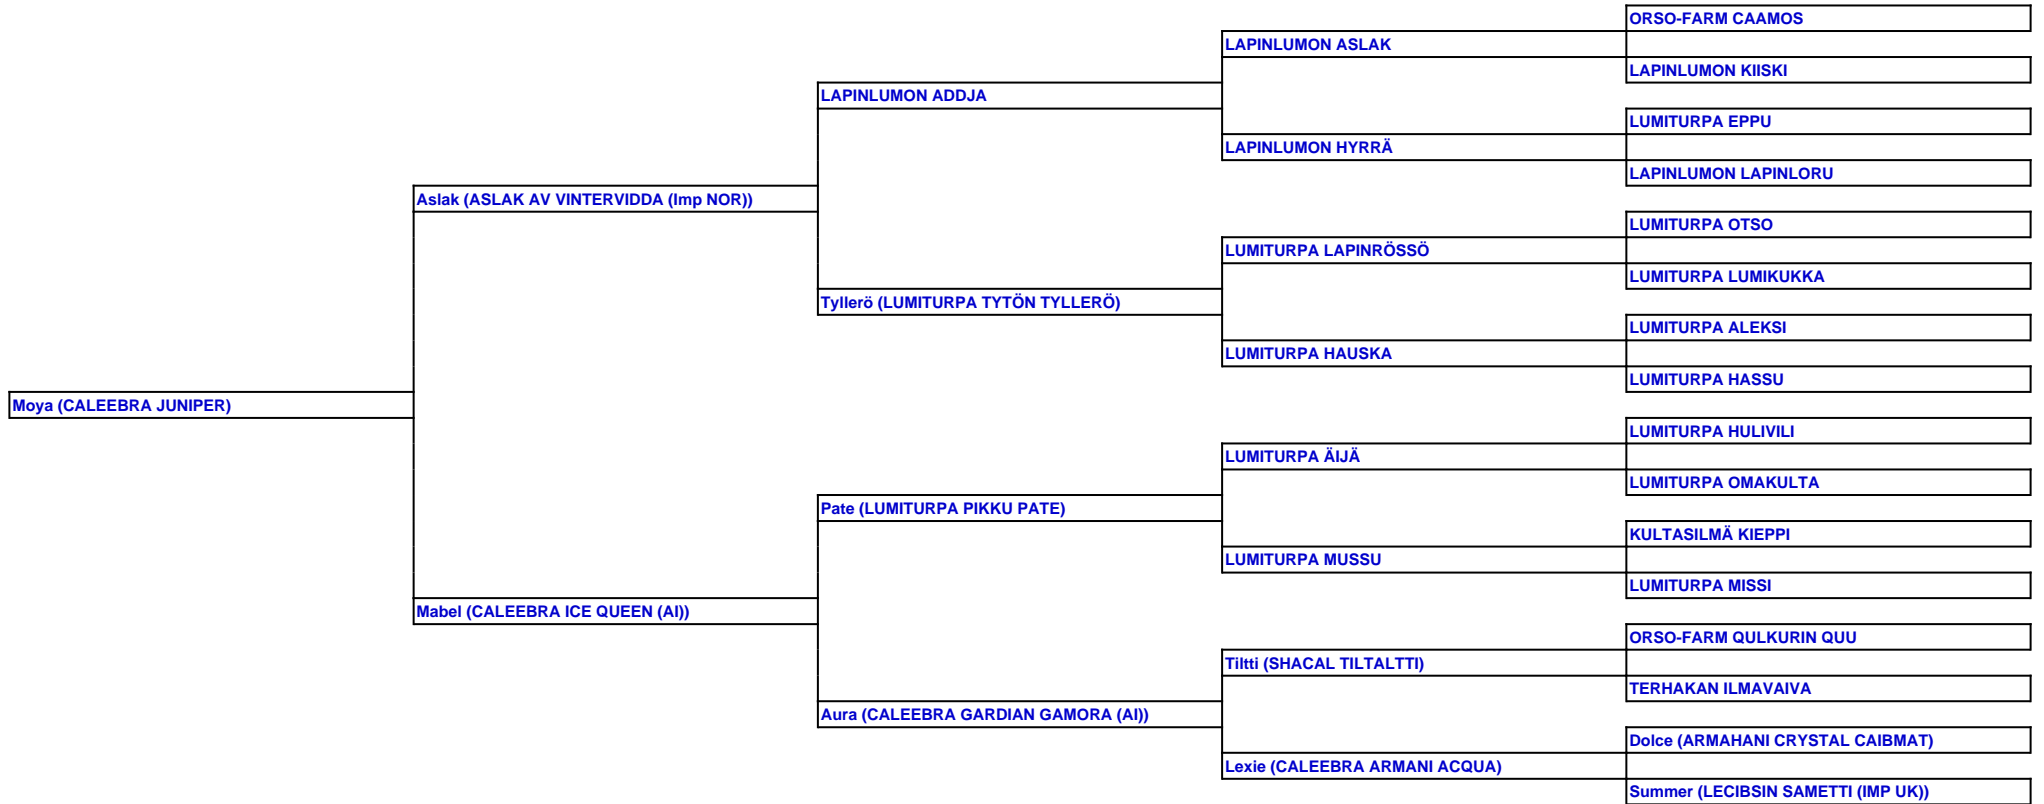 ORSO-FARM CAAMOS
LAPINLUMON ASLAK
LAPINLUMON KIISKI
LAPINLUMON ADDJA
LUMITURPA EPPU
LAPINLUMON HYRRÄ
LAPINLUMON LAPINLORU
Aslak (ASLAK AV VINTERVIDDA (Imp NOR))
LUMITURPA OTSO
LUMITURPA LAPINRÖSSÖ
LUMITURPA LUMIKUKKA
Tyllerö (LUMITURPA TYTÖN TYLLERÖ)
LUMITURPA ALEKSI
LUMITURPA HAUSKA
LUMITURPA HASSU
Moya (CALEEBRA JUNIPER)
LUMITURPA HULIVILI
LUMITURPA ÄIJÄ
LUMITURPA OMAKULTA
Pate (LUMITURPA PIKKU PATE)
KULTASILMÄ KIEPPI
LUMITURPA MUSSU
LUMITURPA MISSI
Mabel (CALEEBRA ICE QUEEN (AI))
ORSO-FARM QULKURIN QUU
Tiltti (SHACAL TILTALTTI)
TERHAKAN ILMAVAIVA
Aura (CALEEBRA GARDIAN GAMORA (AI))
Dolce (ARMAHANI CRYSTAL CAIBMAT)
Lexie (CALEEBRA ARMANI ACQUA)
Summer (LECIBSIN SAMETTI (IMP UK))